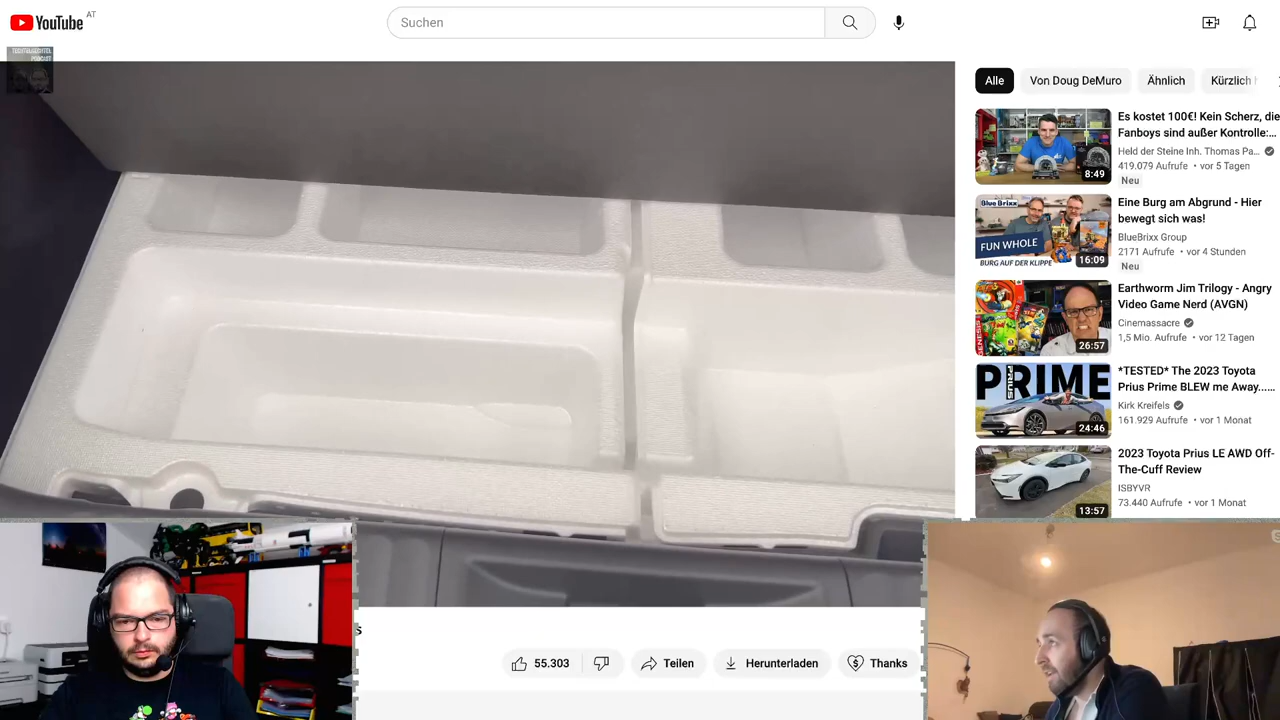 YouTube AT
Suchen
TECHTELMECHTEL
PODCAST
Alle
Von Doug DeMuro
Ähnlich
Kürzlich
Es kostet 100€! Kein Scherz, die
Fanboys sind außer Kontrolle:...
Held der Steine Inh. Thomas Pa...
419.079 Aufrufe • vor 5 Tagen
Neu
8:49
Eine Burg am Abgrund - Hier
bewegt sich was!
BlueBrixx Group
2171 Aufrufe • vor 4 Stunden
Neu
Blue Brixx
FUN WHOLE
BURG AUF DER KLIPPE
16:09
Earthworm Jim Trilogy - Angry
Video Game Nerd (AVGN)
Cinemassacre
1,5 Mio. Aufrufe • vor 12 Tagen
26:57
*TESTED* The 2023 Toyota
Prius Prime BLEW me Away.....
Kirk Kreifels
161.929 Aufrufe • vor 1 Monat
PRIUS
PRIME
24:46
2023 Toyota Prius LE AWD Off-
The-Cuff Review
ISBYVR
73.440 Aufrufe • vor 1 Monat
13:57
s
55.303
Teilen
Herunterladen
Thanks